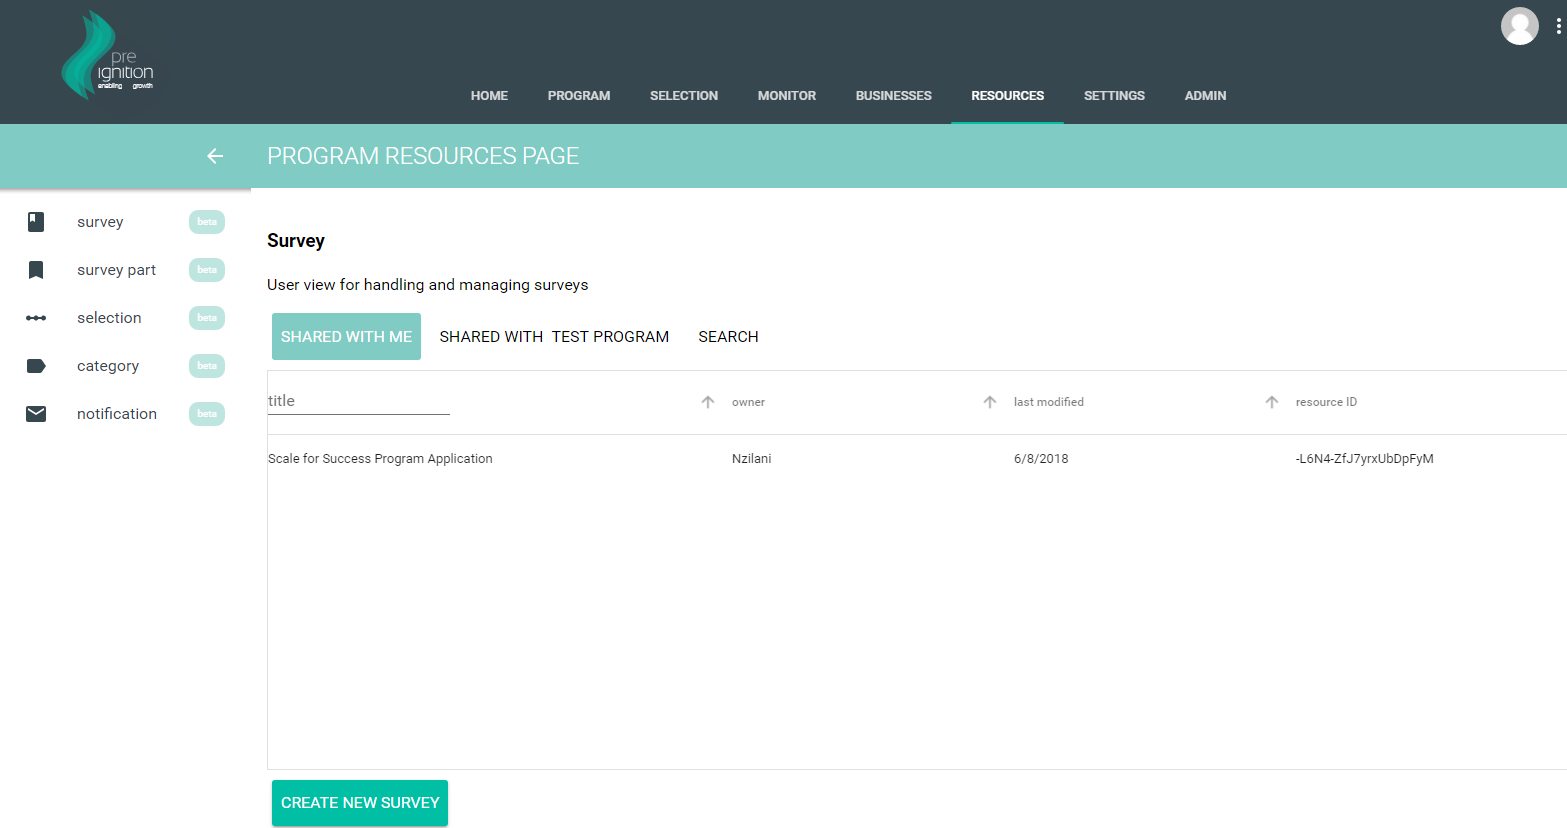 pre
ignition
enabling growth
HOME PROGRAM SELECTION MONITOR BUSINESSES RESOURCES SETTINGS ADMIN
PROGRAM RESOURCES PAGE
survey beta
survey part beta
selection beta
category beta
notification beta
Survey
User view for handling and managing surveys
SHARED WITH ME SHARED WITH TEST PROGRAM SEARCH
title owner last modified resource ID
Scale for Success Program Application Nzilani 6/8/2018 -L6N4-ZfJ7yrxUbDpFyM
CREATE NEW SURVEY